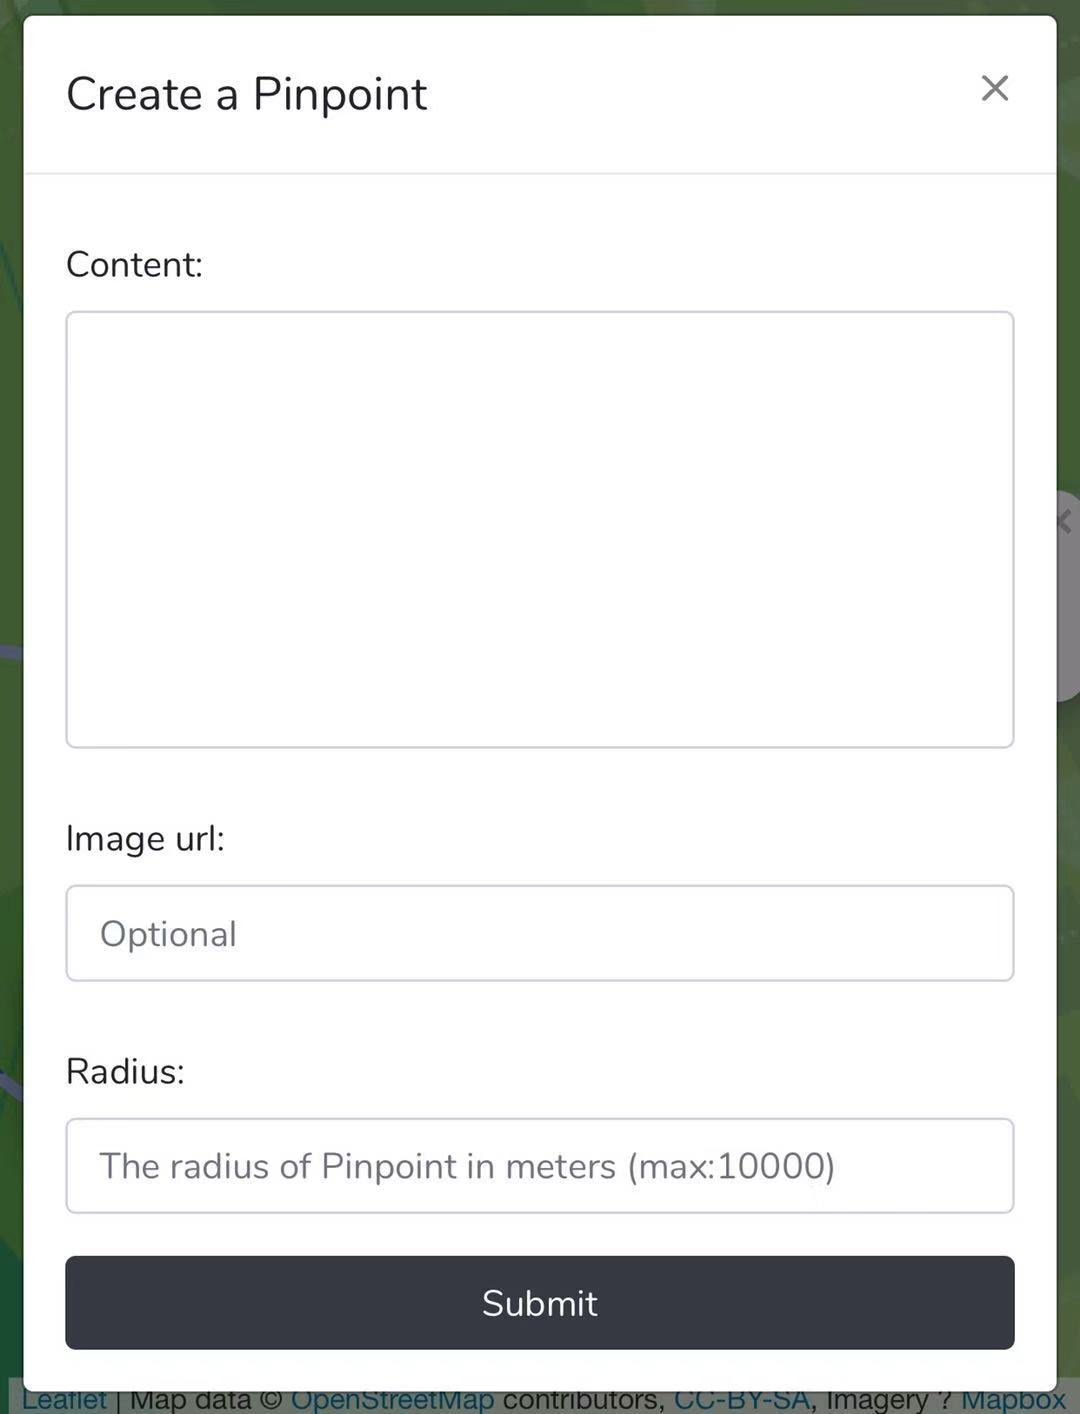 Create a Pinpoint
Content:
Image url:
Optional
Radius:
The radius of Pinpoint in meters (max:10000)
Submit
Leaflet | Map data © OpenStreetMap contributors, CC-BY-SA, Imagery ? Mapbox